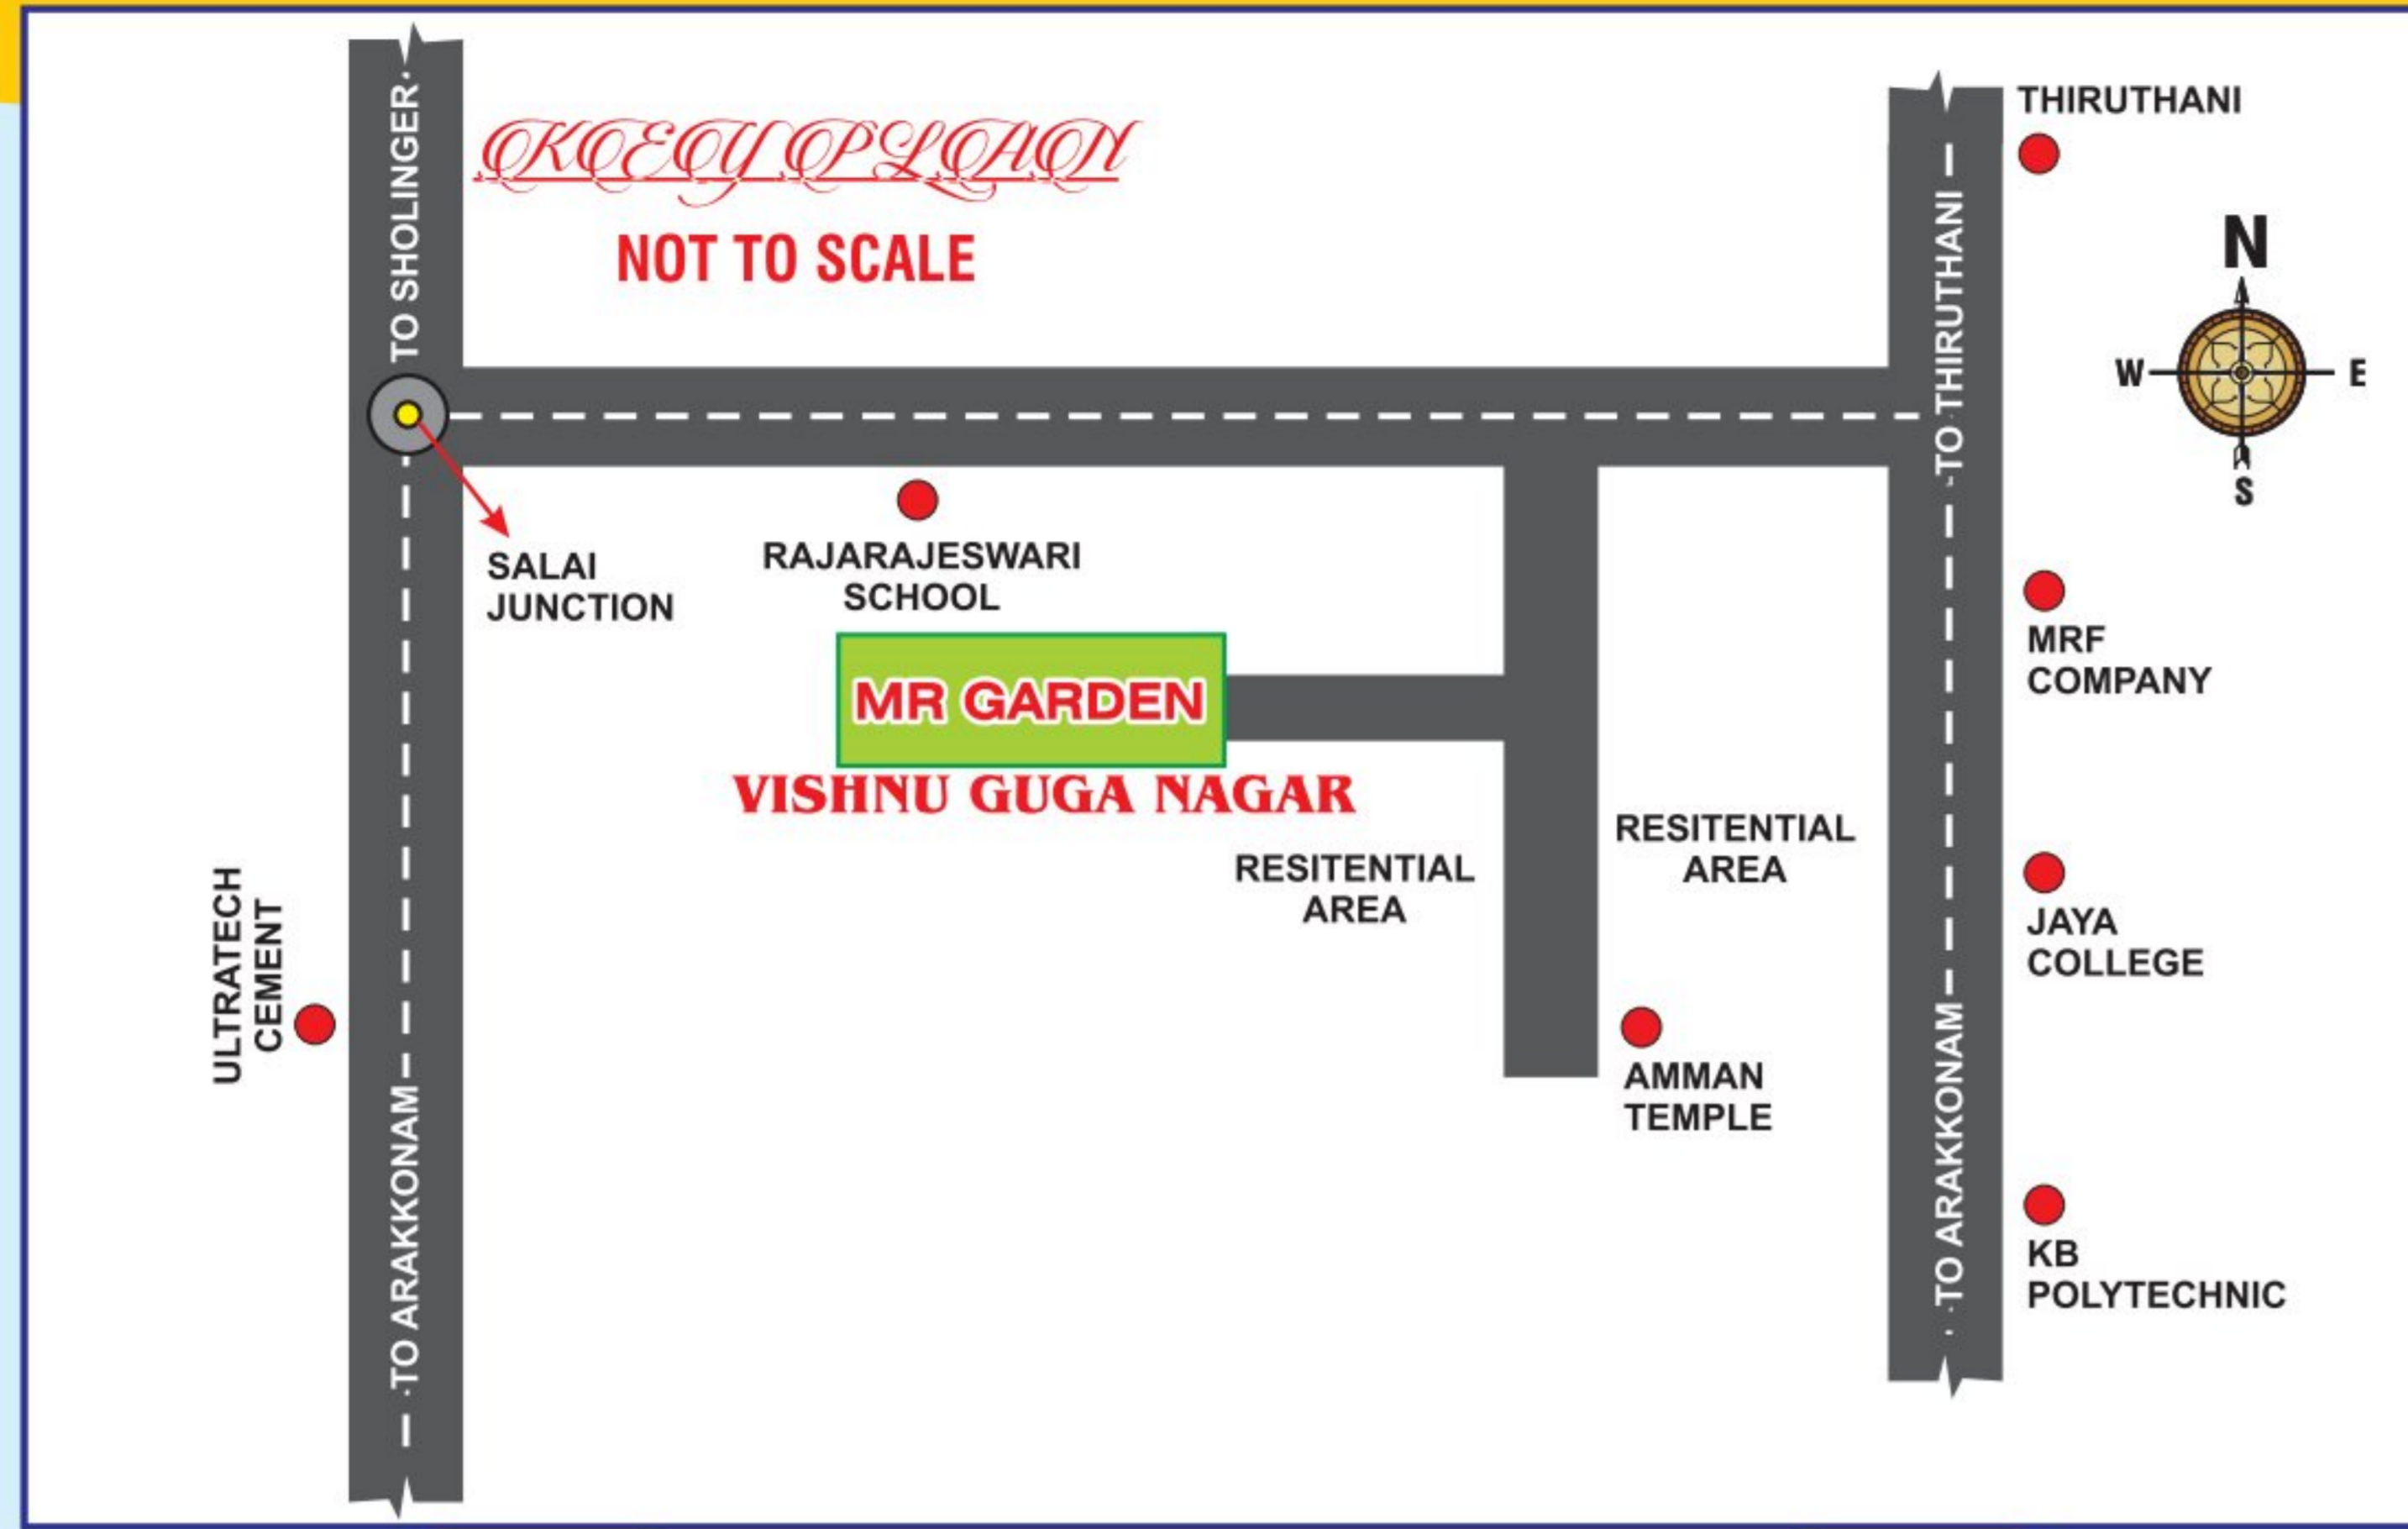 KEY PLAN
NOT TO SCALE
TO SHOLINGER
THIRUTHANI
TO THIRUTHANI
N
W
E
S
SALAI
JUNCTION
RAJARAJESWARI
SCHOOL
MRF
COMPANY
MR GARDEN
VISHNU GUGA NAGAR
RESITENTIAL
AREA
RESITENTIAL
AREA
ULTRATECH
CEMENT
JAYA
COLLEGE
AMMAN
TEMPLE
TO ARAKKONAM
TO ARAKKONAM
KB
POLYTECHNIC